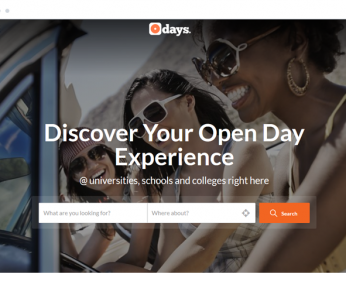 days.
Discover Your Open Day
Experience
@ universities, schools and colleges right here
What are you looking for?
Where about?
Search